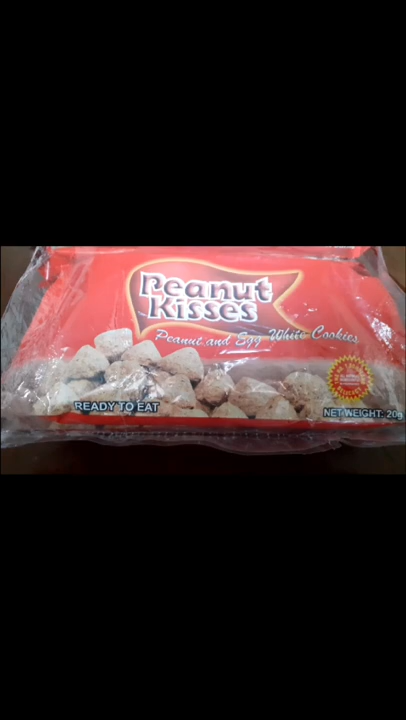 Peanut
Kisses
Peanut and Egg White Cookies
READY TO EAT
NET WEIGHT: 20g